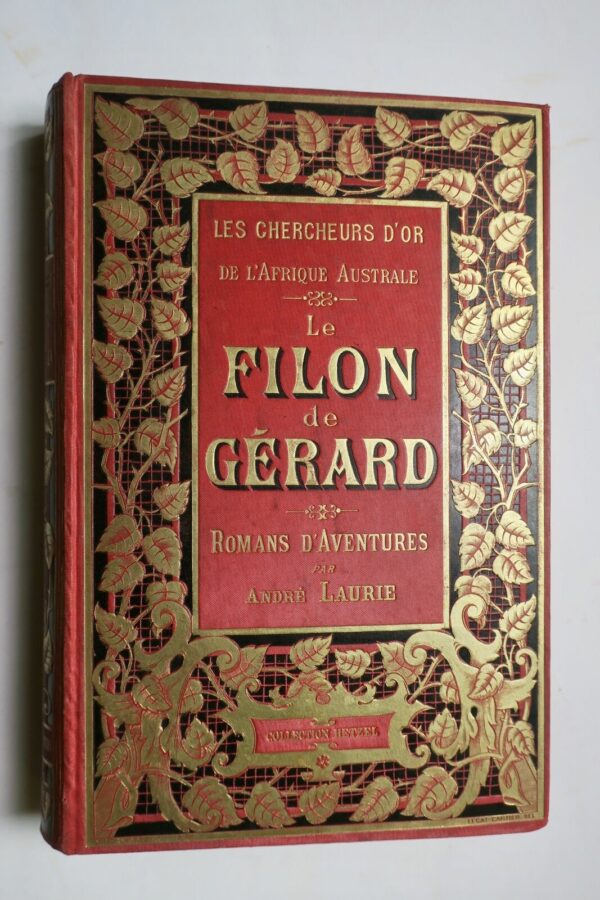 LES CHERCHEURS D'OR
DE L'AFRIQUE AUSTRALE
Le
FILON
de
GÉRARD
ROMANS D'AVENTURES
PAR
ANDRÉ LAURIE
COLLECTION HETZEL